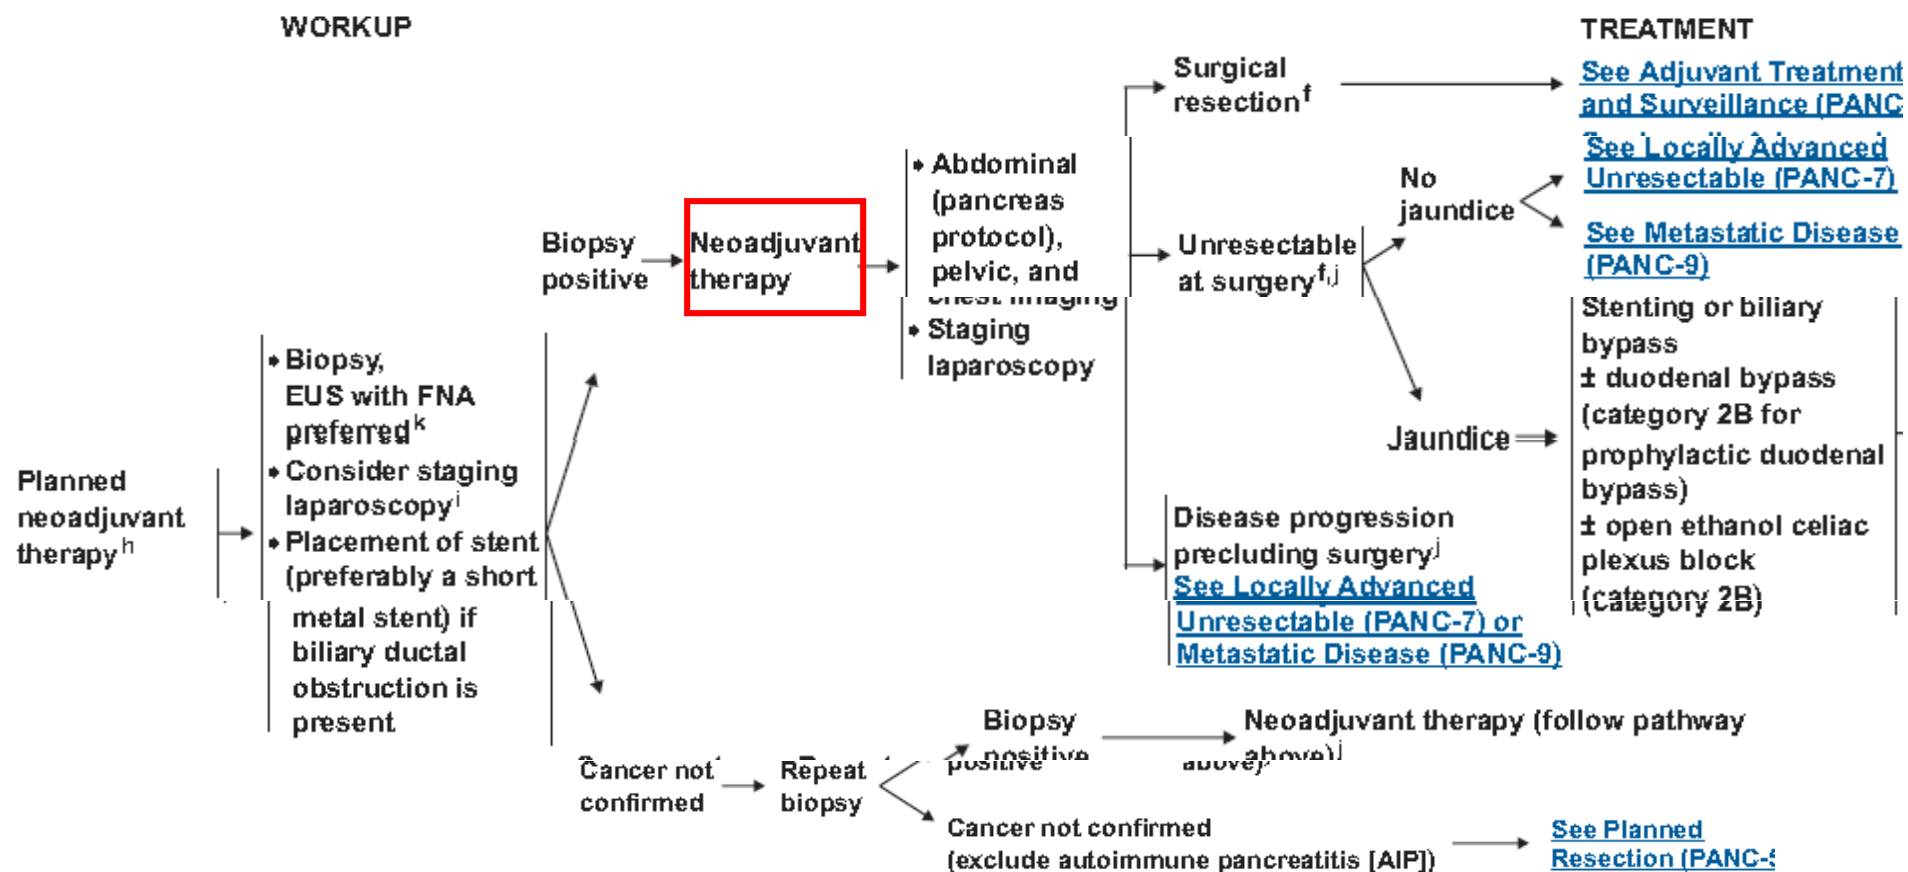 WORKUP
TREATMENT
Surgical
resection f
See Adjuvant Treatment
and Surveillance (PANC
Biopsy
positive
Neoadjuvant
therapy
• Abdominal
(pancreas
protocol),
pelvic, and
chest imaging
• Staging
laparoscopy
Unresectable
at surgery f,j
No
jaundice
See Locally Advanced
Unresectable (PANC-7)
See Metastatic Disease
(PANC-9)
Jaundice
Stenting or biliary
bypass
± duodenal bypass
(category 2B for
prophylactic duodenal
bypass)
± open ethanol celiac
plexus block
(category 2B)
Planned
neoadjuvant
therapy h
• Biopsy,
EUS with FNA
preferred k
• Consider staging
laparoscopy i
• Placement of stent
(preferably a short
metal stent) if
biliary ductal
obstruction is
present
Disease progression
precluding surgery j
See Locally Advanced
Unresectable (PANC-7) or
Metastatic Disease (PANC-9)
Cancer not
confirmed
Repeat
biopsy
Biopsy
positive
Neoadjuvant therapy (follow pathway
above) j
Cancer not confirmed
(exclude autoimmune pancreatitis [AIP])
See Planned
Resection (PANC-